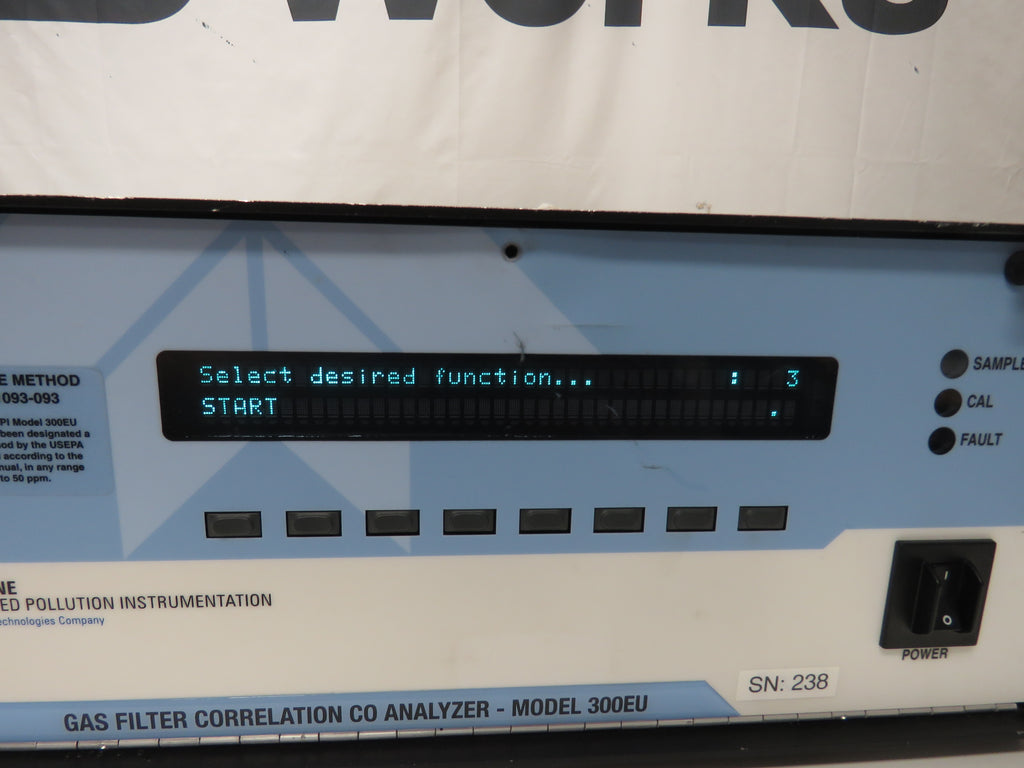 Works
Select desired function... : 3
START .
SAMPLE
CAL
FAULT
E METHOD
093-093
PI Model 300EU
been designated a
by the USEPA
according to the
in any range
to 50 ppm.
NE
ED POLLUTION INSTRUMENTATION
echnologies Company
I
O
POWER
SN: 238
GAS FILTER CORRELATION CO ANALYZER - MODEL 300EU